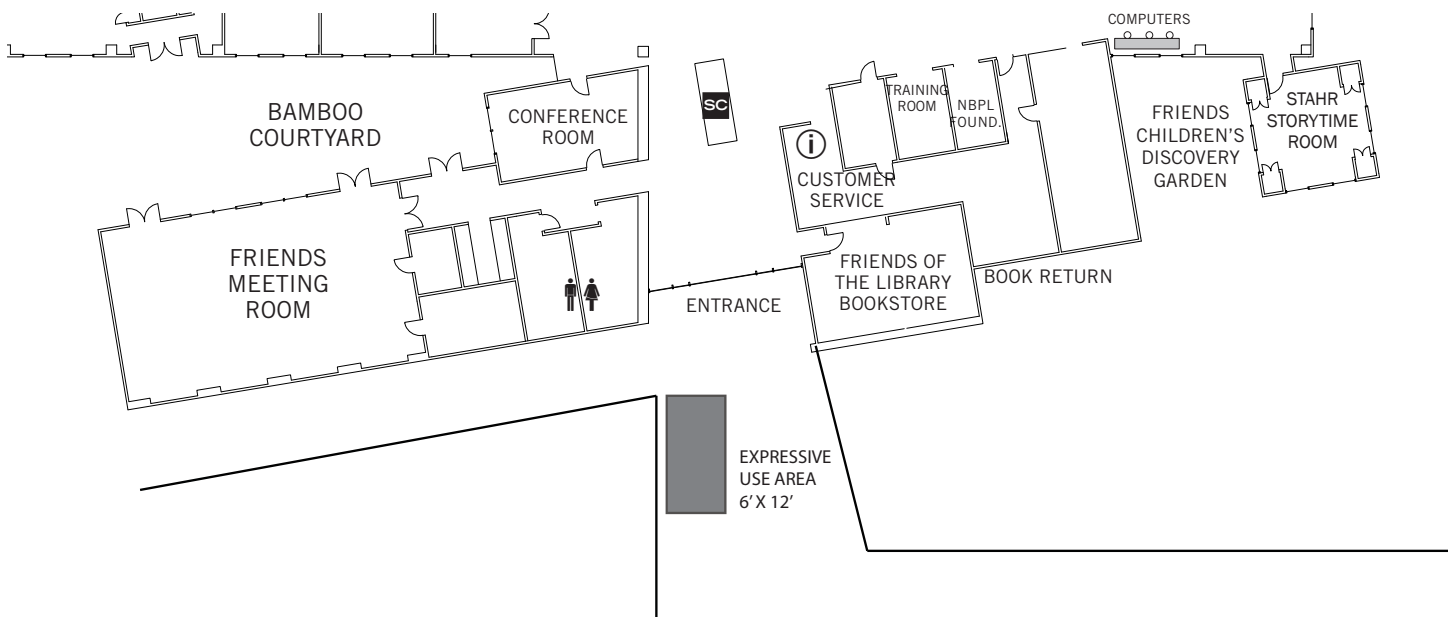 COMPUTERS
BAMBOO
COURTYARD
CONFERENCE
ROOM
SC
TRAINING
ROOM
NBPL
FOUND.
FRIENDS
CHILDREN'S
DISCOVERY
GARDEN
STAHR
STORYTIME
ROOM
i
CUSTOMER
SERVICE
FRIENDS
MEETING
ROOM
ENTRANCE
FRIENDS OF
THE LIBRARY
BOOKSTORE
BOOK RETURN
EXPRESSIVE
USE AREA
6' X 12'